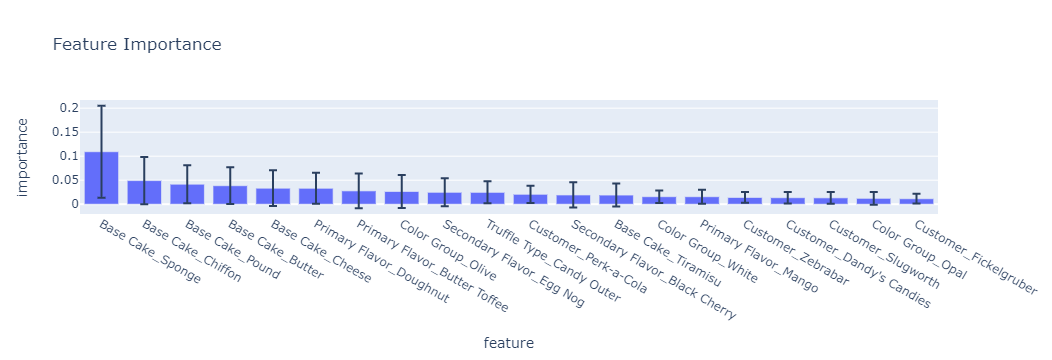 Feature Importance
importance
0.2
0.15
0.1
0.05
0
Base Cake_Sponge
Base Cake_Chiffon
Base Cake_Pound
Base Cake_Butter
Base Cake_Cheese
Primary Flavor_Doughnut
Primary Flavor_Butter Toffee
Color Group_Olive
Secondary Flavor_Egg Nog
Truffle Type_Candy Outer
Customer_Perk-a-Cola
Secondary Flavor_Black Cherry
Base Cake_Tiramisu
Color Group_White
Primary Flavor_Mango
Customer_Zebrabar
Customer_Dandy's Candies
Customer_Slugworth
Color Group_Opal
Customer_Fickelgruber
feature